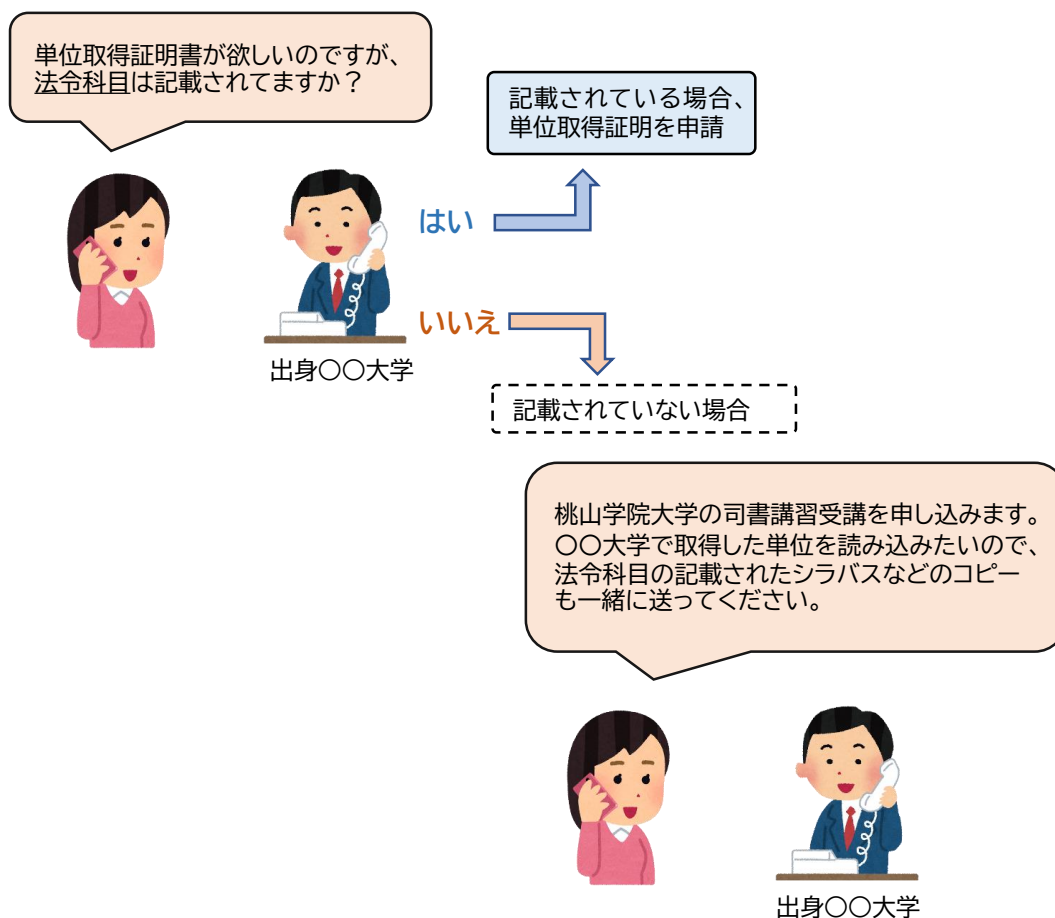 単位取得証明書が欲しいのですが、
法令科目は記載されてますか？
記載されている場合、
単位取得証明を申請
はい
いいえ
出身〇〇大学
記載されていない場合
桃山学院大学の司書講習受講を申し込みます。
〇〇大学で取得した単位を読み込みたいので、
法令科目の記載されたシラバスなどのコピー
も一緒に送ってください。
出身〇〇大学